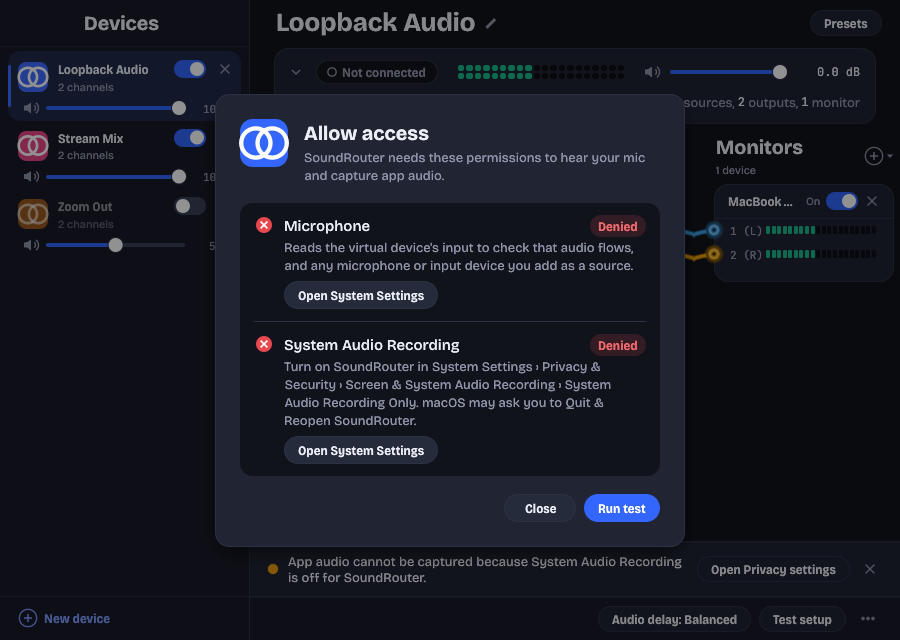 Devices
Loopback Audio
Presets
Loopback Audio
2 channels
10
Not connected
0.0 dB
sources, 2 outputs, 1 monitor
Stream Mix
2 channels
10
Zoom Out
2 channels
5
Monitors
1 device
MacBook ...
On
1 (L)
2 (R)
Allow access
SoundRouter needs these permissions to hear your mic
and capture app audio.
Microphone
Denied
Reads the virtual device's input to check that audio flows,
and any microphone or input device you add as a source.
Open System Settings
System Audio Recording
Denied
Turn on SoundRouter in System Settings › Privacy &
Security › Screen & System Audio Recording › System
Audio Recording Only. macOS may ask you to Quit &
Reopen SoundRouter.
Open System Settings
Close
Run test
App audio cannot be captured because System Audio Recording
is off for SoundRouter.
Open Privacy settings
New device
Audio delay: Balanced
Test setup